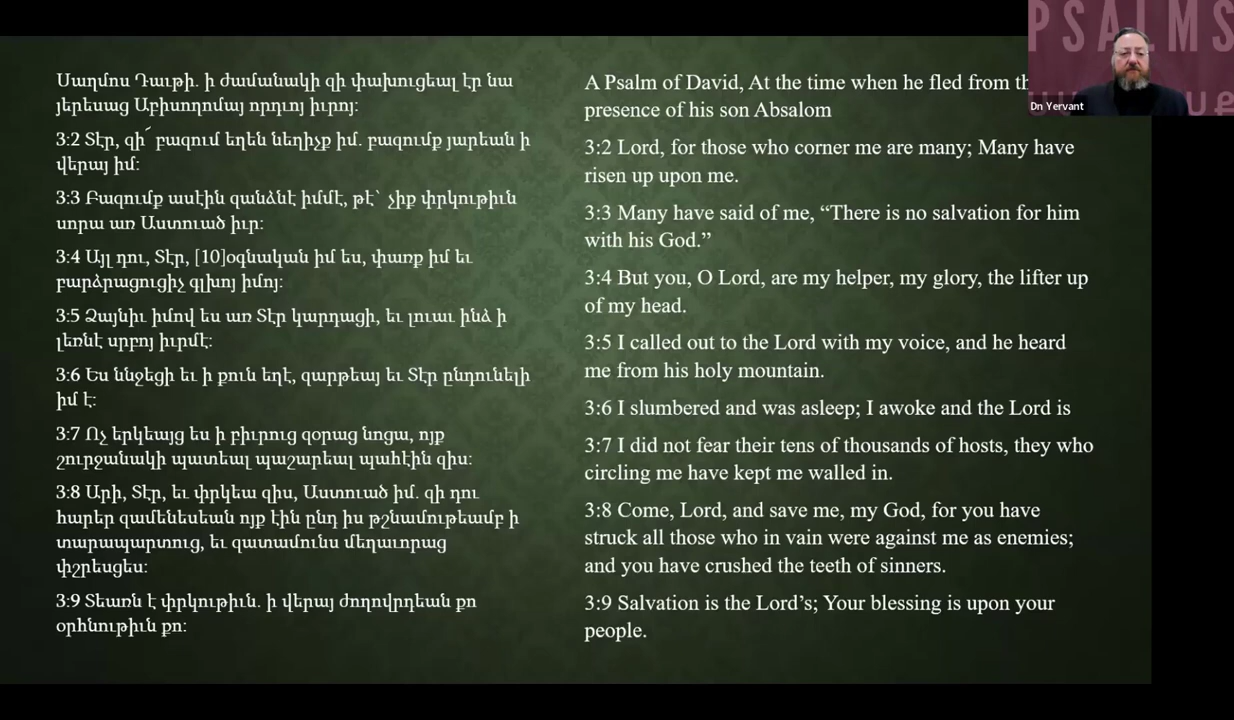 Սաղմոս Դաւթի. ի ժամանակի զի փախուցեալ էր նա
յերեսաց Աբիսողոմայ որդւոյ իւրոյ:
3:2 Տէր, զի՜ բազում եղեն նեղիչք իմ. բազումք յարեան ի
վերայ իմ:
3:3 Բազումք ասէին զանձնէ իմմէ, թէ՝ չիք փրկութիւն
սորա առ Աստուած իւր:
3:4 Այլ դու, Տէր, [10]օգնական իմ ես, փառք իմ եւ
բարձրացուցիչ գլխոյ իմոյ:
3:5 Ձայնիւ իմով ես առ Տէր կարդացի, եւ լուաւ ինձ ի
լեռնէ սրբոյ իւրմէ:
3:6 Ես ննջեցի եւ ի քուն եղէ, զարթեայ եւ Տէր ընդունելի
իմ է:
3:7 Ոչ երկեայց ես ի բիւրուց զօրաց նոցա, ոյք
շուրջանակի պատեալ պաշարեալ պահէին զիս:
3:8 Արի, Տէր, եւ փրկեա զիս, Աստուած իմ. զի դու
հարեր զամենեսեան ոյք էին ընդ իս թշնամութեամբ ի
տարապարտուց, եւ զատամունս մեղաւորաց
փշրեսցես:
3:9 Տեառն է փրկութիւն. ի վերայ ժողովրդեան քո
օրհնութիւն քո:
A Psalm of David, At the time when he fled from
presence of his son Absalom
3:2 Lord, for those who corner me are many; Many have
risen up upon me.
3:3 Many have said of me, “There is no salvation for him
with his God.”
3:4 But you, O Lord, are my helper, my glory, the lifter up
of my head.
3:5 I called out to the Lord with my voice, and he heard
me from his holy mountain.
3:6 I slumbered and was asleep; I awoke and the Lord is
3:7 I did not fear their tens of thousands of hosts, they who
circling me have kept me walled in.
3:8 Come, Lord, and save me, my God, for you have
struck all those who in vain were against me as enemies;
and you have crushed the teeth of sinners.
3:9 Salvation is the Lord’s; Your blessing is upon your
people.
PSALMS
Dn Yervant